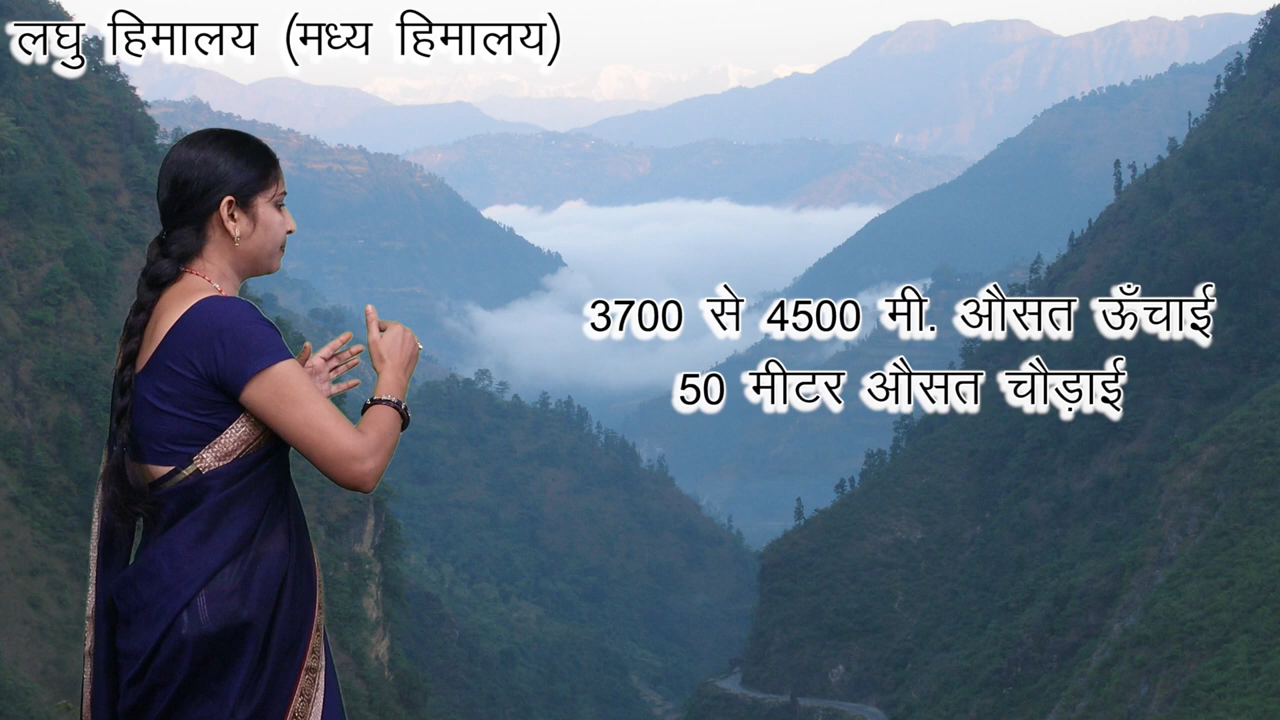 लघु हिमालय (मध्य हिमालय)
3700 से 4500 मी. औसत ऊँचाई
50 मीटर औसत चौड़ाई